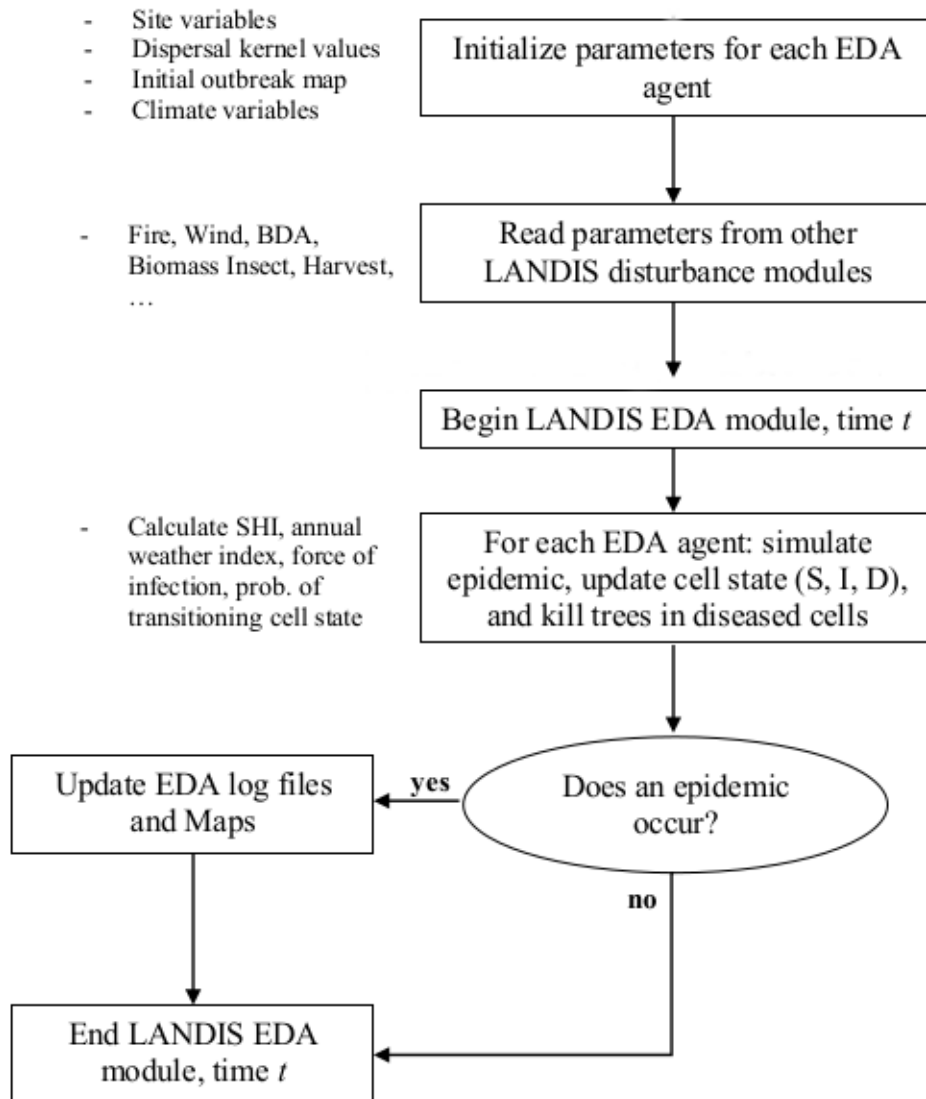 - Site variables
- Dispersal kernel values
- Initial outbreak map
- Climate variables
Initialize parameters for each EDA
agent
- Fire, Wind, BDA,
Biomass Insect, Harvest,
…
Read parameters from other
LANDIS disturbance modules
Begin LANDIS EDA module, time t
- Calculate SHI, annual
weather index, force of
infection, prob. of
transitioning cell state
For each EDA agent: simulate
epidemic, update cell state (S, I, D),
and kill trees in diseased cells
Does an epidemic
occur?
yes
Update EDA log files
and Maps
no
End LANDIS EDA
module, time t